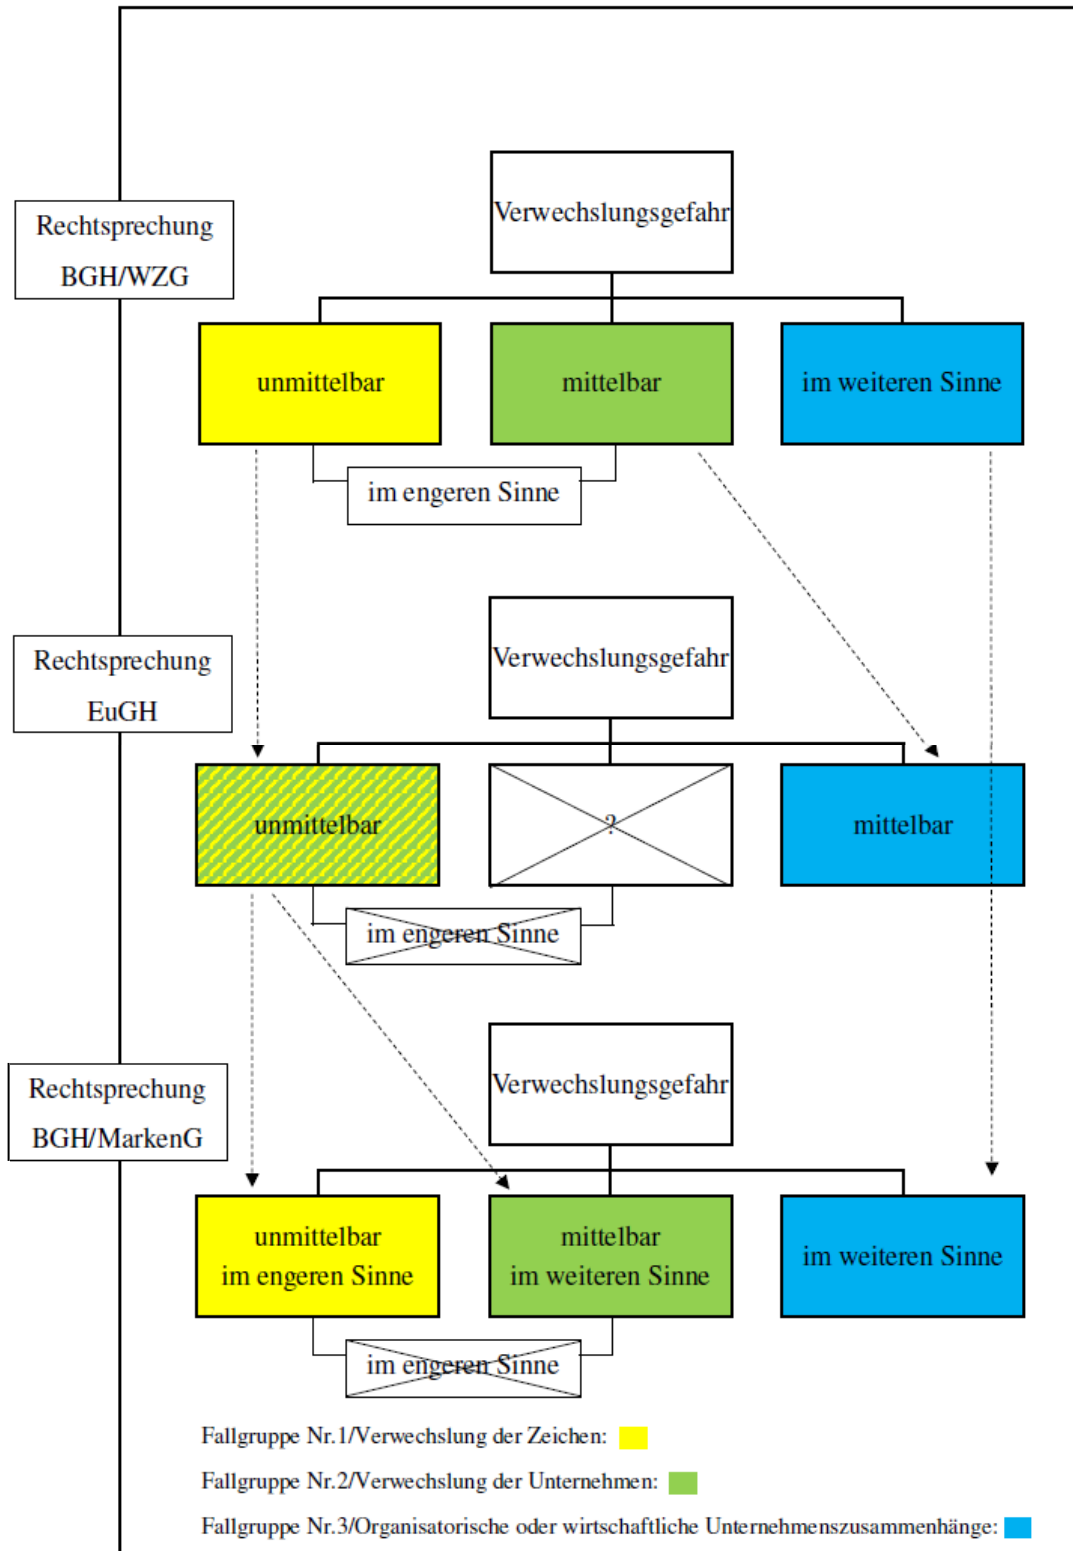 Rechtsprechung
BGH/WZG
Verwechslungsgefahr
unmittelbar
mittelbar
im weiteren Sinne
im engeren Sinne
Rechtsprechung
EuGH
Verwechslungsgefahr
unmittelbar
?
mittelbar
im engeren Sinne
Rechtsprechung
BGH/MarkenG
Verwechslungsgefahr
unmittelbar
im engeren Sinne
mittelbar
im weiteren Sinne
im weiteren Sinne
im engeren Sinne
Fallgruppe Nr.1/Verwechslung der Zeichen:
Fallgruppe Nr.2/Verwechslung der Unternehmen:
Fallgruppe Nr.3/Organisatorische oder wirtschaftliche Unternehmenszusammenhänge: